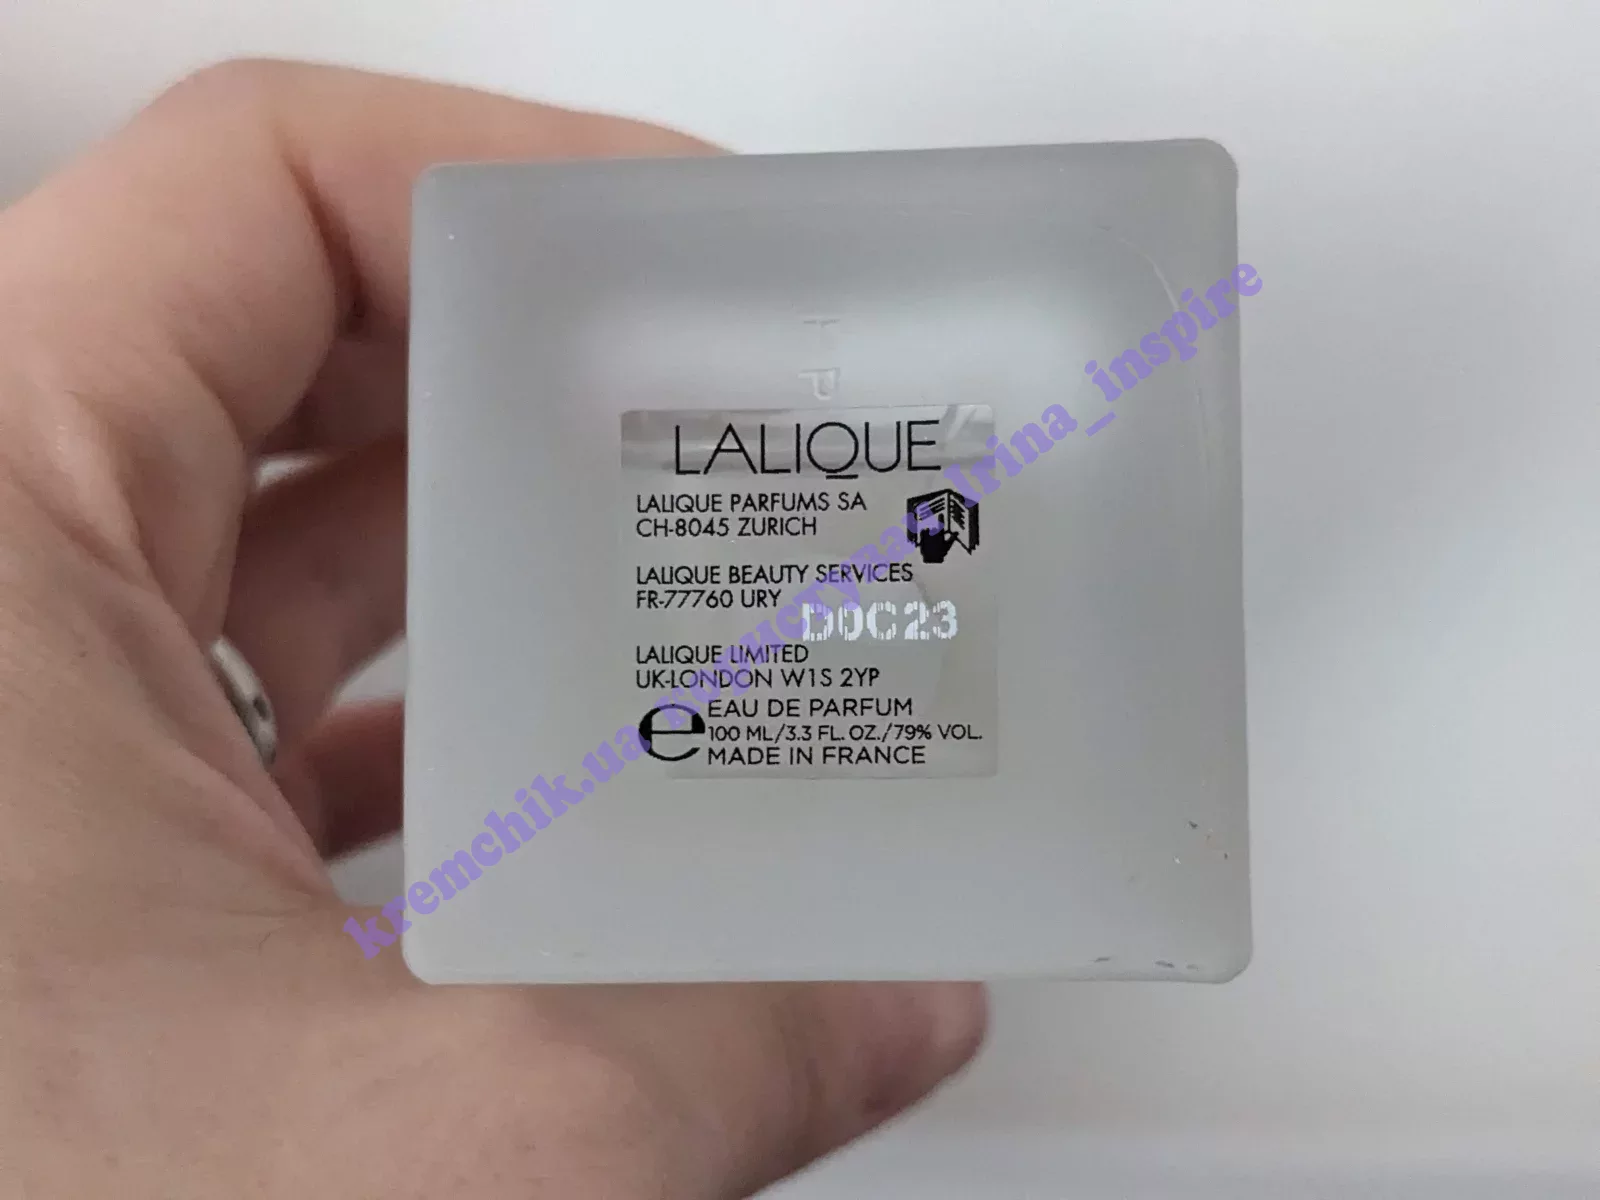 T P
LALIQUE
LALIQUE PARFUMS SA
CH-8045 ZURICH
LALIQUE BEAUTY SERVICES
FR-77760 URY
D0C23
LALIQUE LIMITED
UK-LONDON W1S 2YP
e EAU DE PARFUM
100 ML/3.3 FL. OZ./79% VOL.
MADE IN FRANCE
kremchik.ua користувач Irina_inspire